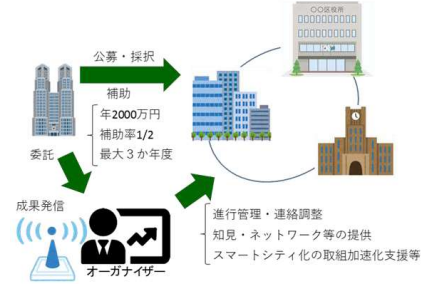 〇〇区役所
公募・採択
補助
年2000万円
補助率1/2
最大３か年度
委託
成果発信
オーガナイザー
進行管理・連絡調整
知見・ネットワーク等の提供
スマートシティ化の取組加速化支援等